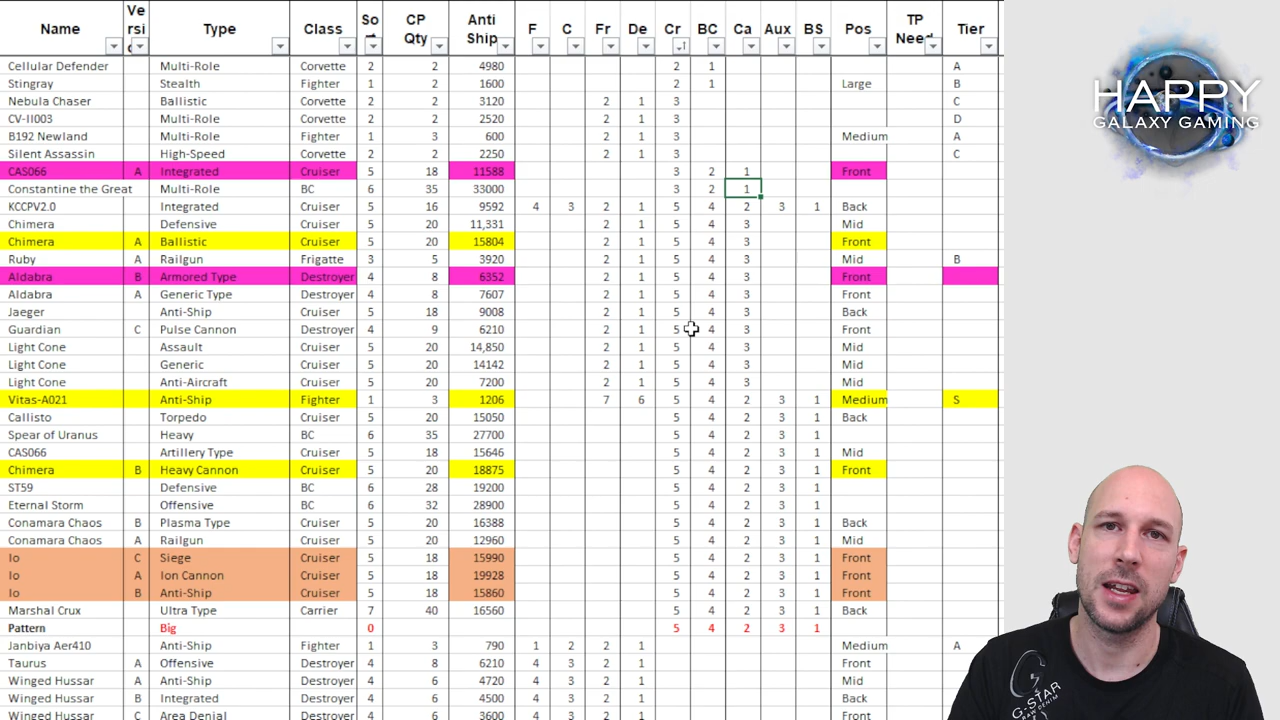 Name Versi Type Class So CP Qty Anti Ship F C Fr De Cr BC Ca Aux BS Pos TP Need Tier
Cellular Defender Multi-Role Corvette 2 2 4980 2 1 A
Stingray Stealth Fighter 1 2 1600 2 1 Large B
Nebula Chaser Ballistic Corvette 2 2 3120 2 1 3 C
CV-II003 Multi-Role Corvette 2 2 2520 2 1 3 D
B192 Newland Multi-Role Fighter 1 3 600 2 1 3 Medium A
Silent Assassin High-Speed Corvette 2 2 2250 2 1 3 C
CAS066 A Integrated Cruiser 5 18 11588 3 2 1 Front
Constantine the Great Multi-Role BC 6 35 33000 3 2 1
KCCPV2.0 Integrated Cruiser 5 16 9592 4 3 2 1 5 4 2 3 1 Back
Chimera Defensive Cruiser 5 20 11,331 2 1 5 4 3 Mid
Chimera A Ballistic Cruiser 5 20 15804 2 1 5 4 3 Front
Ruby A Railgun Frigatte 3 5 3920 2 1 5 4 3 Mid B
Aldabra B Armored Type Destroyer 4 8 6352 2 1 5 4 3 Front
Aldabra A Generic Type Destroyer 4 8 7607 2 1 5 4 3 Front
Jaeger Anti-Ship Cruiser 5 18 9008 2 1 5 4 3 Back
Guardian C Pulse Cannon Destroyer 4 9 6210 2 1 5 4 3 Front
Light Cone Assault Cruiser 5 20 14,850 2 1 5 4 3 Mid
Light Cone Generic Cruiser 5 20 14142 2 1 5 4 3 Mid
Light Cone Anti-Aircraft Cruiser 5 20 7200 2 1 5 4 3 Mid
Vitas-A021 Anti-Ship Fighter 1 3 1206 7 6 5 4 2 3 1 Medium S
Callisto Torpedo Cruiser 5 20 15050 5 4 2 3 1 Back
Spear of Uranus Heavy BC 6 35 27700 5 4 2 3 1
CAS066 Artillery Type Cruiser 5 18 15646 5 4 2 3 1 Mid
Chimera B Heavy Cannon Cruiser 5 20 18875 5 4 2 3 1 Front
ST59 Defensive BC 6 28 19200 5 4 2 3 1
Eternal Storm Offensive BC 6 32 28900 5 4 2 3 1
Conamara Chaos B Plasma Type Cruiser 5 20 16388 5 4 2 3 1 Back
Conamara Chaos A Railgun Cruiser 5 20 12960 5 4 2 3 1 Mid
Io C Siege Cruiser 5 18 15990 5 4 2 3 1 Front
Io A Ion Cannon Cruiser 5 18 19928 5 4 2 3 1 Front
Io B Anti-Ship Cruiser 5 18 15860 5 4 2 3 1 Front
Marshal Crux Ultra Type Carrier 7 40 16560 5 4 2 3 1 Back
Pattern Big 0 5 4 2 3 1
Janbiya Aer410 Anti-Ship Fighter 1 3 790 1 2 2 1 Medium A
Taurus A Offensive Destroyer 4 8 6210 4 3 2 1 Front
Winged Hussar A Anti-Ship Destroyer 4 6 4720 4 3 2 1 Mid
Winged Hussar B Integrated Destroyer 4 6 4500 4 3 2 1 Back
Winged Hussar C Area Denial Destroyer 4 6 3600 4 3 2 1 Front
HAPPY
GALAXY GAMING
G-STAR
RAW DENIM